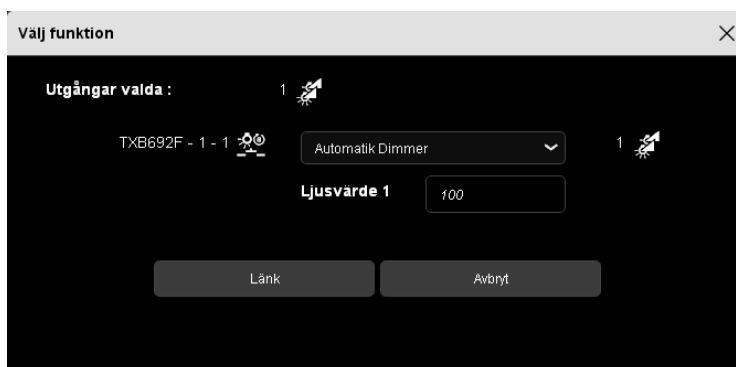 Välj funktion
Utgångar valda : 1
TXB692F - 1 - 1 Automatik Dimmer 1
Ljusvärde 1 100
Länk Avbryt